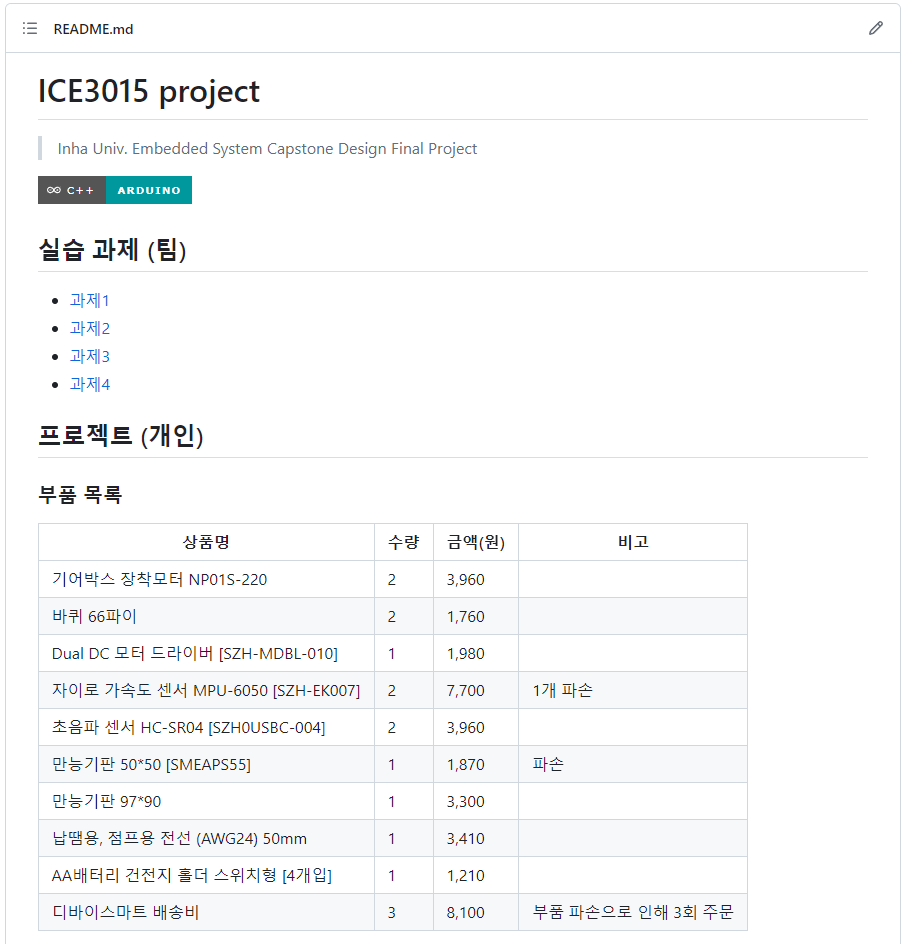 README.md
ICE3015 project
Inha Univ. Embedded System Capstone Design Final Project
C++ ARDUINO
실습 과제 (팀)
과제1
과제2
과제3
과제4
프로젝트 (개인)
부품 목록
상품명 수량 금액(원) 비고
기어박스 장착모터 NP01S-220 2 3,960
바퀴 66파이 2 1,760
Dual DC 모터 드라이버 [SZH-MDBL-010] 1 1,980
자이로 가속도 센서 MPU-6050 [SZH-EK007] 2 7,700 1개 파손
초음파 센서 HC-SR04 [SZH0USBC-004] 2 3,960
만능기판 50*50 [SMEAPS55] 1 1,870 파손
만능기판 97*90 1 3,300
납땜용, 점프용 전선 (AWG24) 50mm 1 3,410
AA배터리 건전지 홀더 스위치형 [4개입] 1 1,210
디바이스마트 배송비 3 8,100 부품 파손으로 인해 3회 주문